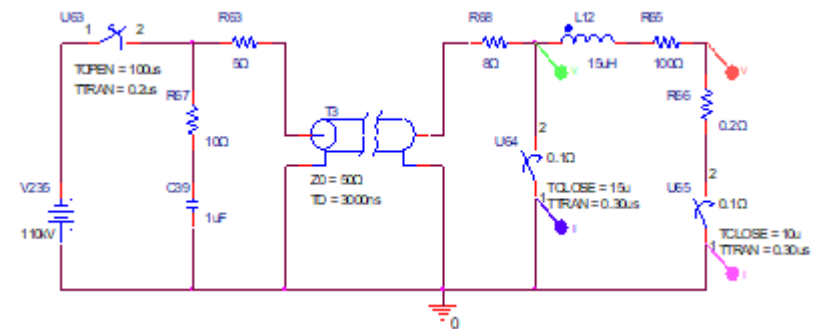 U63
1 2
TOPEN = 100us
TTRAN = 0.2us
R63
5Ω
R67
10Ω
C39
1uF
V235
110kV
T3
Z0 = 50Ω
TD = 3000ns
R68
8Ω
L12
15uH
R65
100Ω
V
V
R66
0.2Ω
U64
2
0.1Ω
TCLOSE = 15u
1
TTRAN = 0.30us
I
U65
2
0.1Ω
TCLOSE = 10u
1
TTRAN = 0.30us
I
0